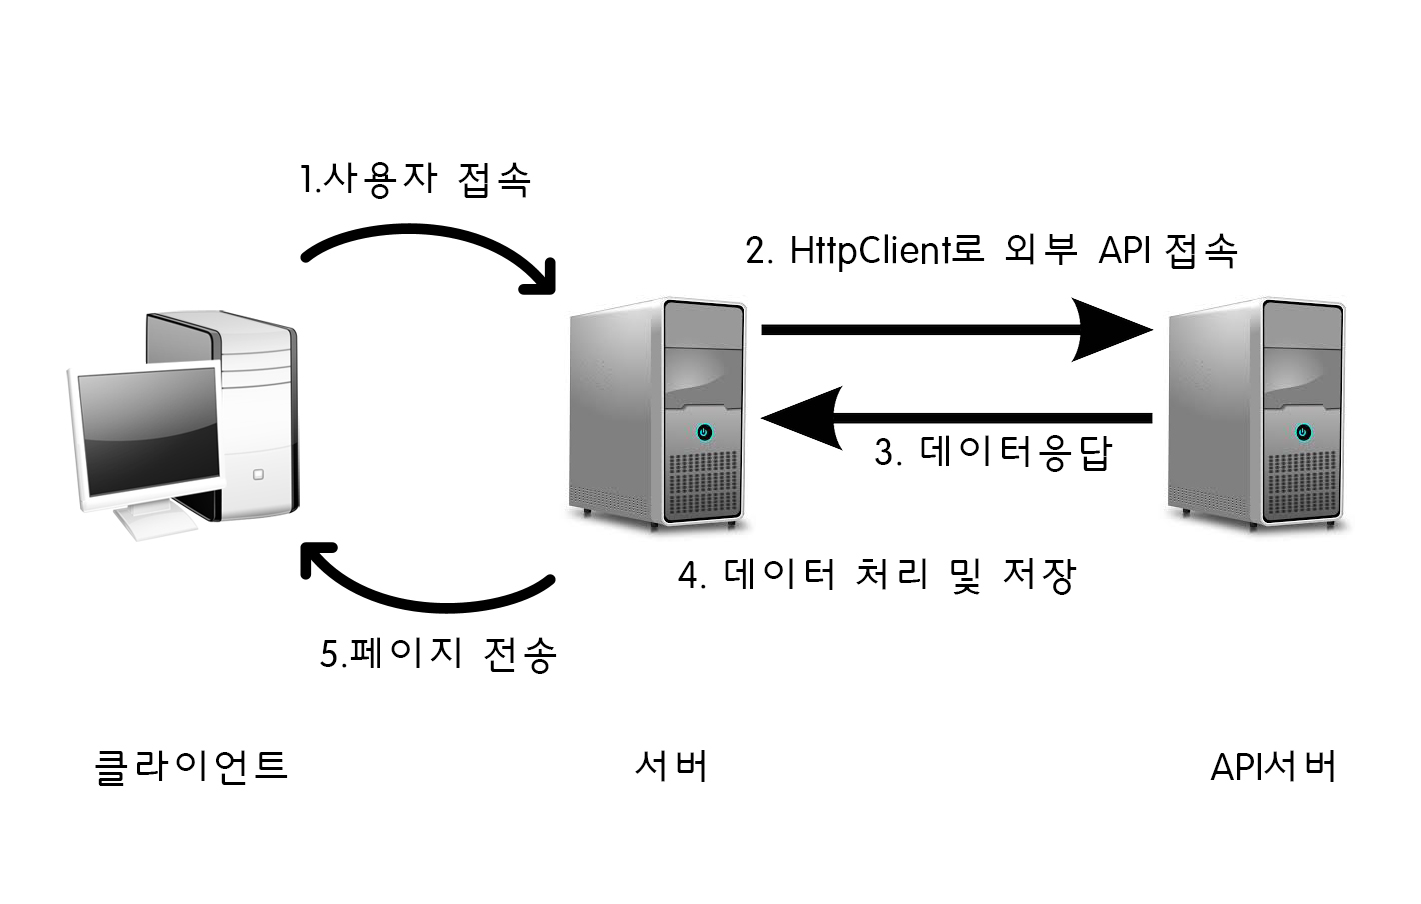 1.사용자 접속
2. HttpClient로 외부 API 접속
3. 데이터응답
4. 데이터 처리 및 저장
5.페이지 전송
클라이언트
서버
API서버